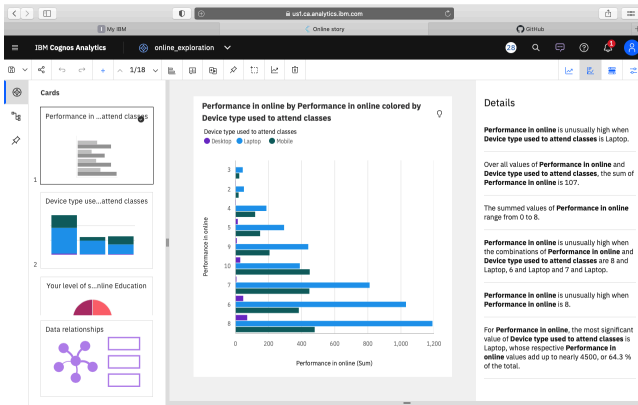 us1.ca.analytics.ibm.com
My IBM
Online story
GitHub
IBM Cognos Analytics
online_exploration
28
1
1/18
Cards
Performance in ...attend classes
1
Device type use...attend classes
2
Your level of s...nline Education
Data relationships
Performance in online by Performance in online colored by
Device type used to attend classes
Device type used to attend classes
Desktop Laptop Mobile
Performance in online
3
2
4
5
9
10
7
6
8
0 200 400 600 800 1,000 1,200
Performance in online (Sum)
Details
Performance in online is unusually high when
Device type used to attend classes is Laptop.
Over all values of Performance in online and
Device type used to attend classes, the sum of
Performance in online is 107.
The summed values of Performance in online
range from 0 to 8.
Performance in online is unusually high when
the combinations of Performance in online and
Device type used to attend classes are 8 and
Laptop, 6 and Laptop and 7 and Laptop.
Performance in online is unusually high when
Performance in online is 8.
For Performance in online, the most significant
value of Device type used to attend classes is
Laptop, whose respective Performance in
online values add up to nearly 4500, or 64.3 %
of the total.